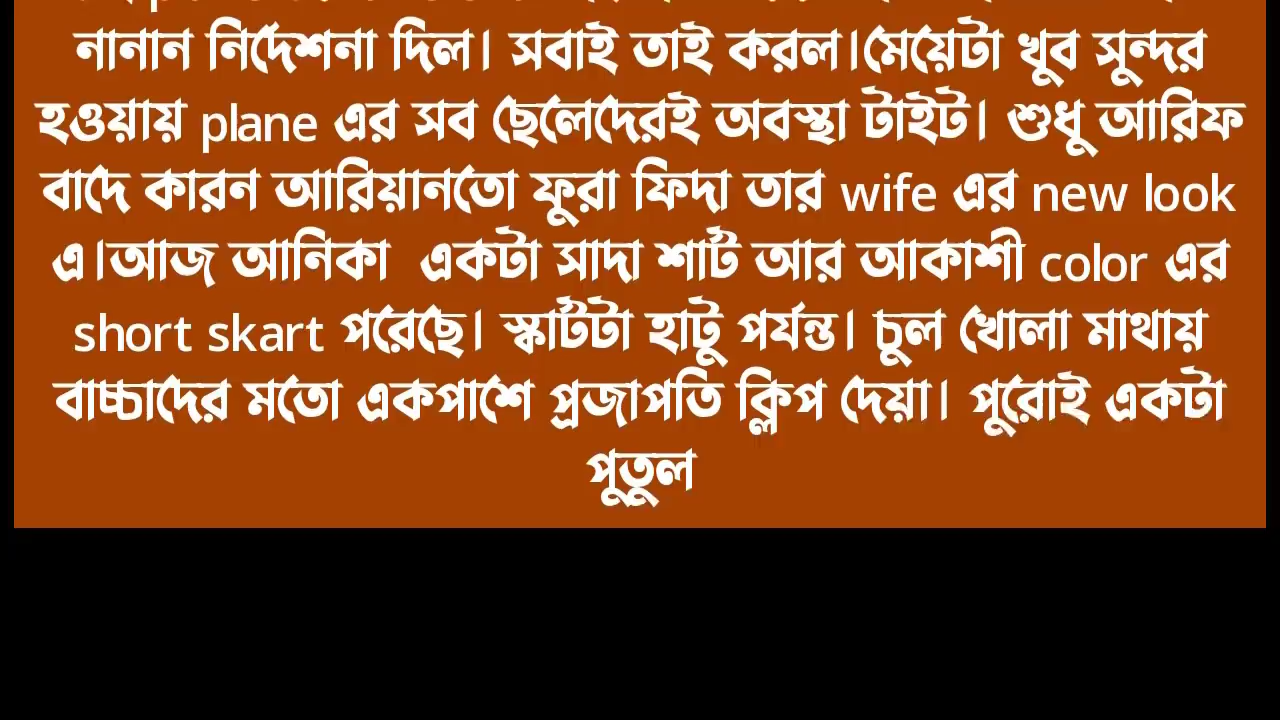 নানান নির্দেশনা দিল। সবাই তাই করল।মেয়েটা খুব সুন্দর
হওয়ায় plane এর সব ছেলেদেরই অবস্থা টাইট। শুধু আরিফ
বাদে কারন আরিয়ানতো ফুরা ফিদা তার wife এর new look
এ।আজ আনিকা একটা সাদা শার্ট আর আকাশী color এর
short skart পরেছে। স্কার্টটা হাটু পর্যন্ত। চুল খোলা মাথায়
বাচ্চাদের মতো একপাশে প্রজাপতি ক্লিপ দেয়া। পুরোই একটা
পুতুল